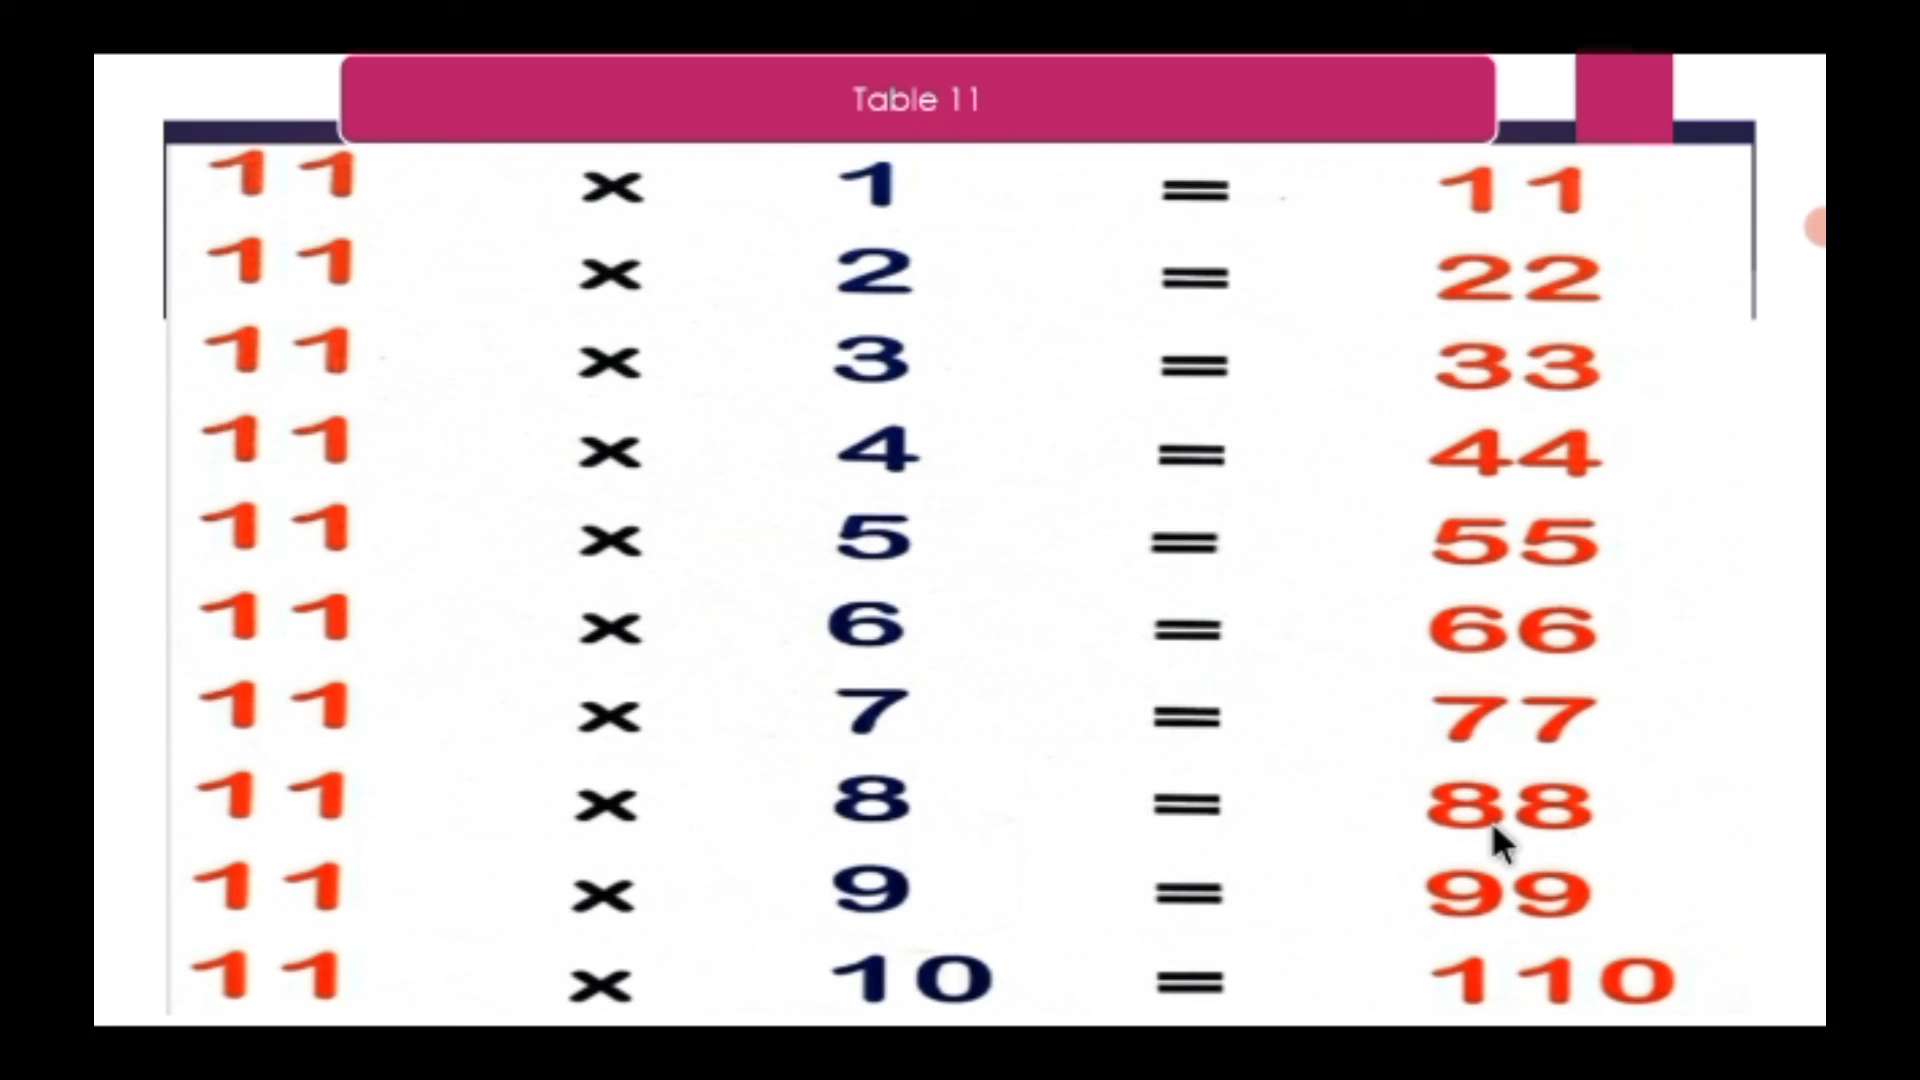 Table 11
11 × 1 = 11
11 × 2 = 22
11 × 3 = 33
11 × 4 = 44
11 × 5 = 55
11 × 6 = 66
11 × 7 = 77
11 × 8 = 88
11 × 9 = 99
11 × 10 = 110